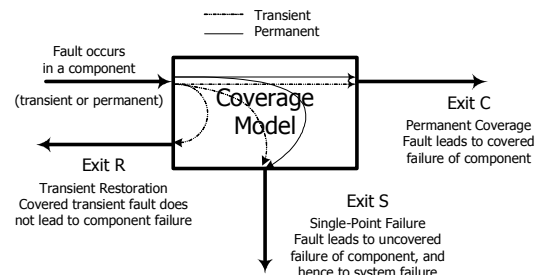 Transient
Permanent
Fault occurs
in a component
(transient or permanent)
Coverage
Model
Exit C
Permanent Coverage
Fault leads to covered
failure of component
Exit R
Transient Restoration
Covered transient fault does
not lead to component failure
Exit S
Single-Point Failure
Fault leads to uncovered
failure of component, and
hence to system failure